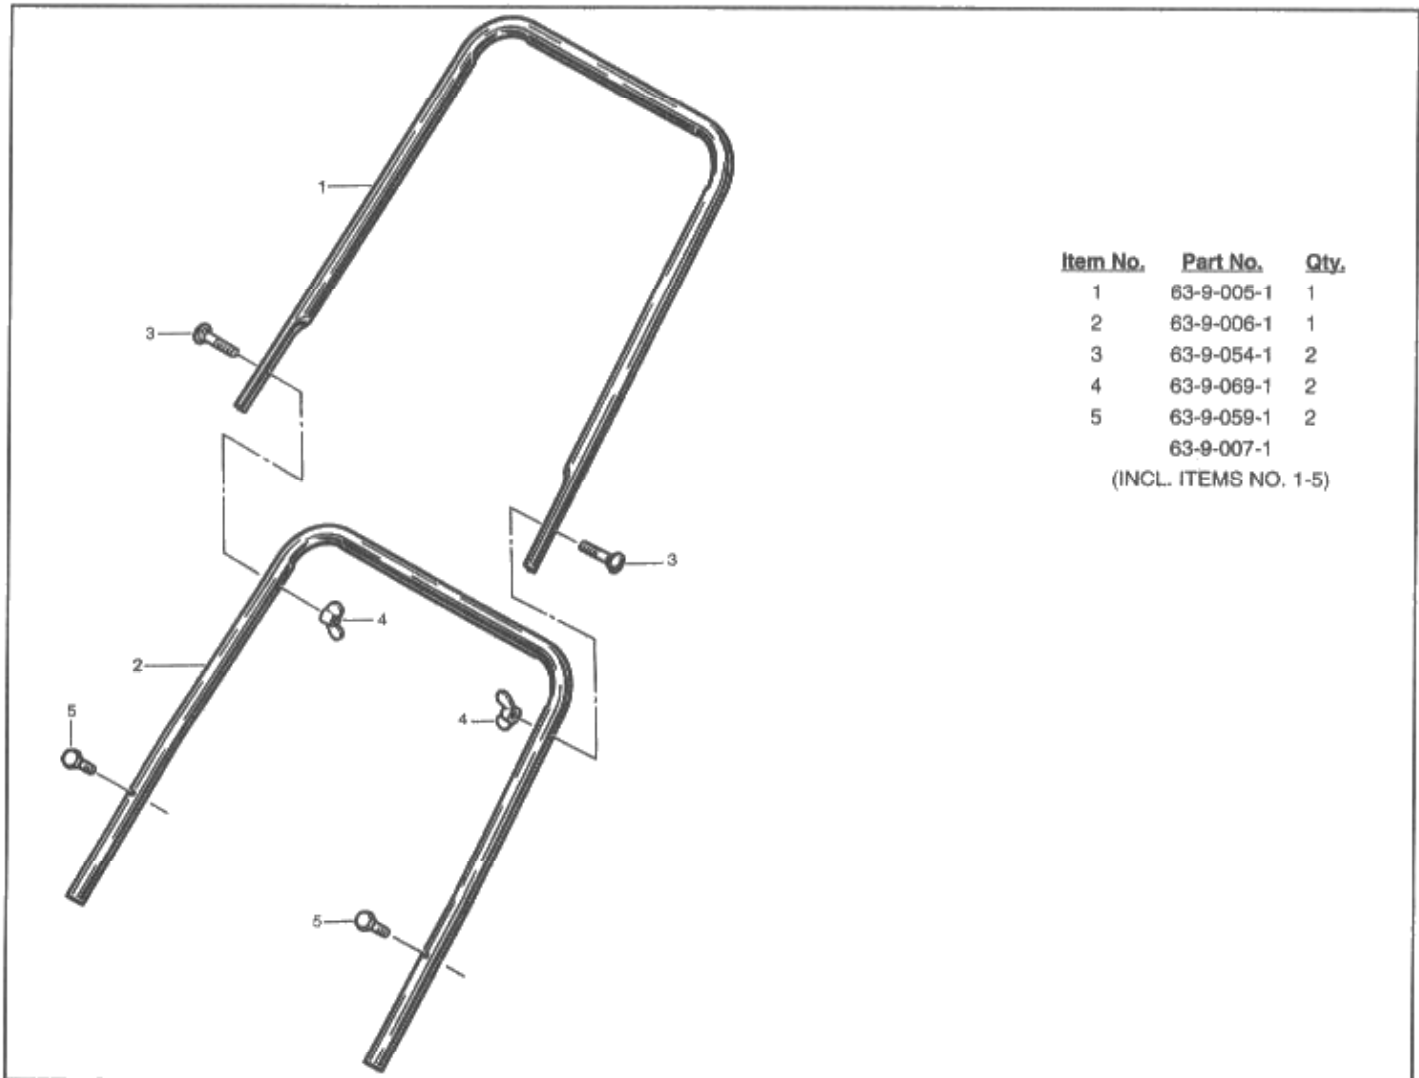 1
3
3
4
2
5
4
5
Item No. Part No. Qty.
1 63-9-005-1 1
2 63-9-006-1 1
3 63-9-054-1 2
4 63-9-069-1 2
5 63-9-059-1 2
63-9-007-1
(INCL. ITEMS NO. 1-5)